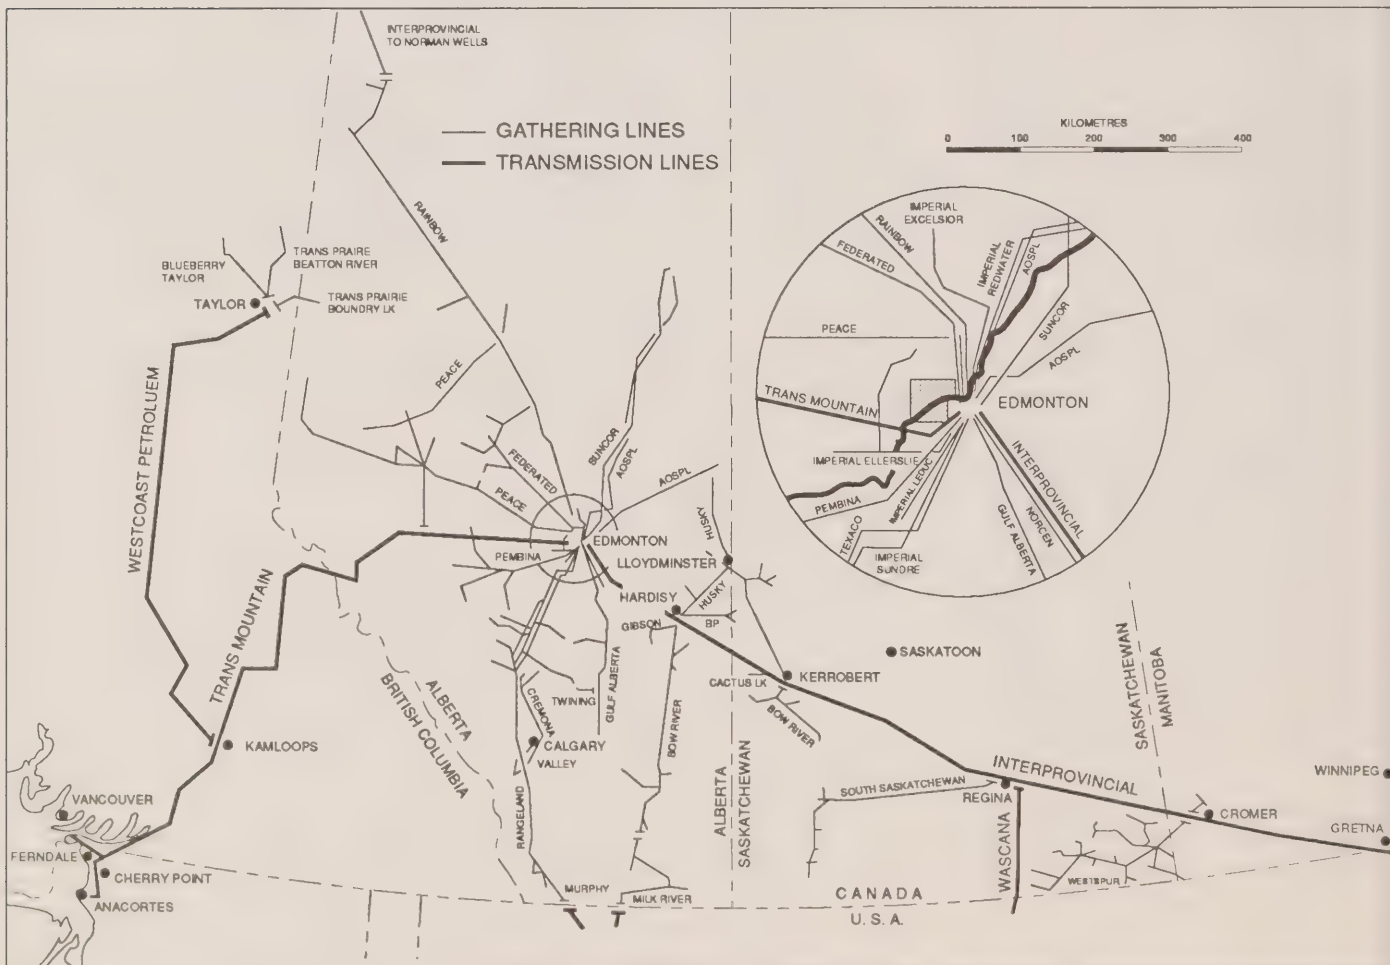 INTERPROVINCIAL
TO NORMAN WELLS
GATHERING LINES
TRANSMISSION LINES
KILOMETRES
0 100 200 300 400
RAINBOW
BLUEBERRY
TAYLOR
TRANS PRAIRE
BEATTON RIVER
TAYLOR
TRANS PRAIRIE
BOUNDRY LK
WESTCOAST PETROLUEM
PEACE
FEDERATED
PEACE
SUNCOR
AOSPL
AOSPL
HUSKY
EDMONTON
PEMBINA
LLOYDMINSTER
HARDISY
HUSKY
GIBSON
BP
TRANS MOUNTAIN
ALBERTA
BRITISH COLUMBIA
CREMONA
TWINING
GULF ALBERTA
BOW RIVER
CACTUS LK
KERROBERT
BOW RIVER
SASKATOON
SASKATCHEWAN
MANITOBA
KAMLOOPS
CALGARY
VALLEY
RANGELAND
ALBERTA
SASKATCHEWAN
SOUTH SASKATCHEWAN
INTERPROVINCIAL
REGINA
WINNIPEG
VANCOUVER
CROMER
GRETNA
FERNDALE
CHERRY POINT
ANACORTES
MURPHY
MILK RIVER
WASCANA
WESTSPUR
CANADA
U. S. A.
IMPERIAL
EXCELSIOR
RAINBOW
FEDERATED
IMPERIAL
REDWATER
AOSPL
SUNCOR
AOSPL
PEACE
TRANS MOUNTAIN
EDMONTON
IMPERIAL ELLERSLIE
IMPERIAL LEDUC
PEMBINA
TEXACO
IMPERIAL
SUNDRE
GULF ALBERTA
NORCEN
INTERPROVINCIAL